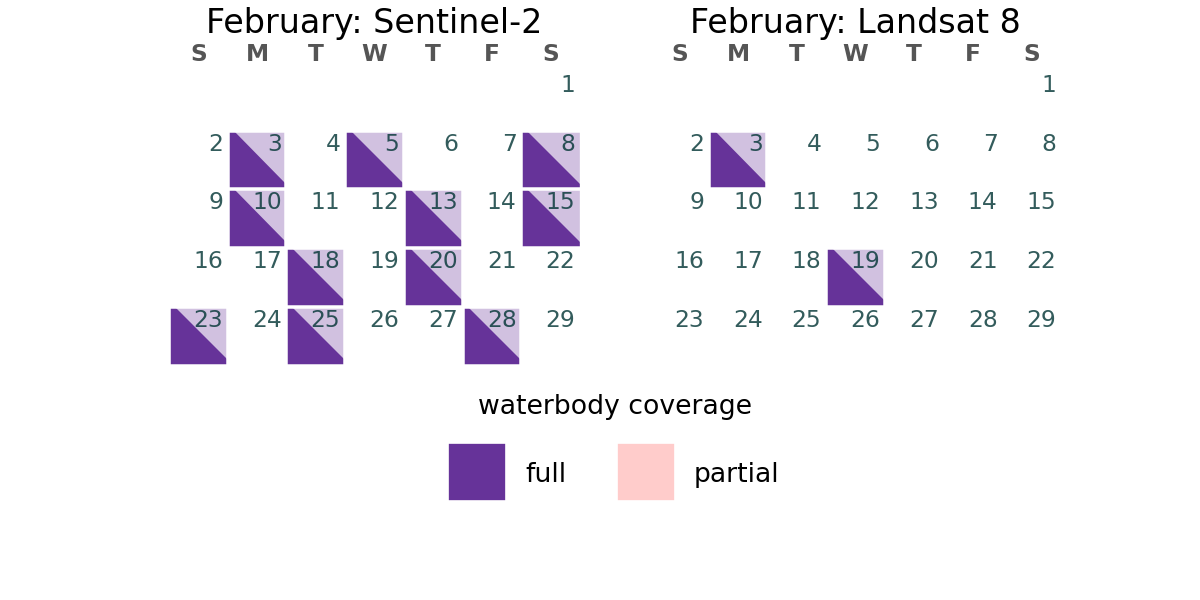 February: Sentinel-2
S M T W T F S
1
2 3 4 5 6 7 8
9 10 11 12 13 14 15
16 17 18 19 20 21 22
23 24 25 26 27 28 29
February: Landsat 8
S M T W T F S
1
2 3 4 5 6 7 8
9 10 11 12 13 14 15
16 17 18 19 20 21 22
23 24 25 26 27 28 29
waterbody coverage
full partial